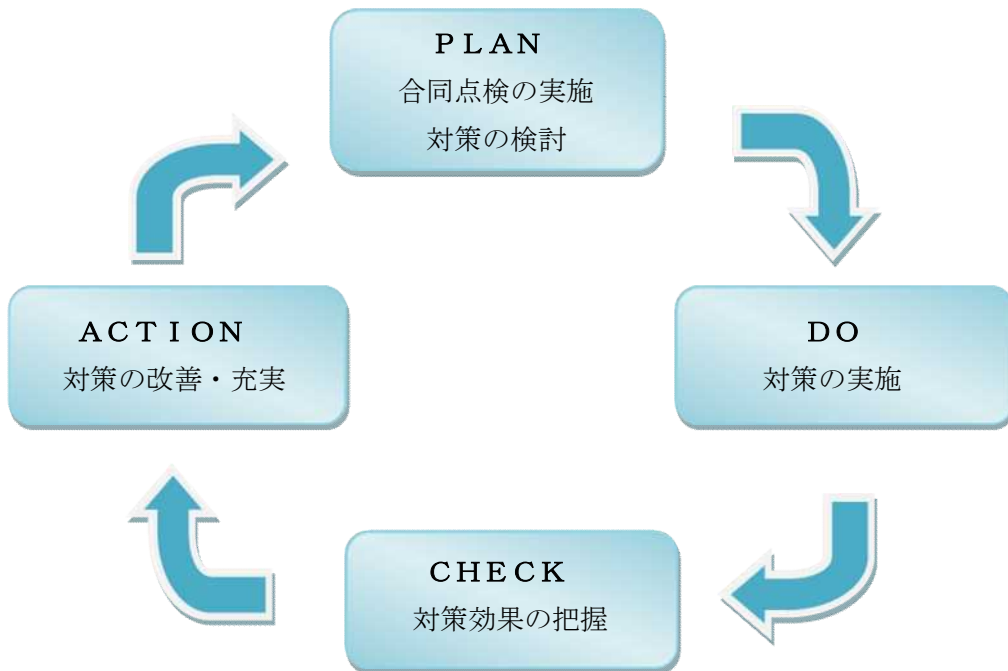 PLAN
合同点検の実施
対策の検討
ACTION
対策の改善・充実
DO
対策の実施
CHECK
対策効果の把握